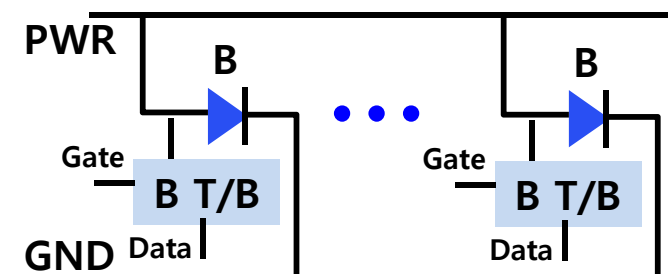 PWR
B
B
Gate
Gate
B T/B
B T/B
GND
Data
Data